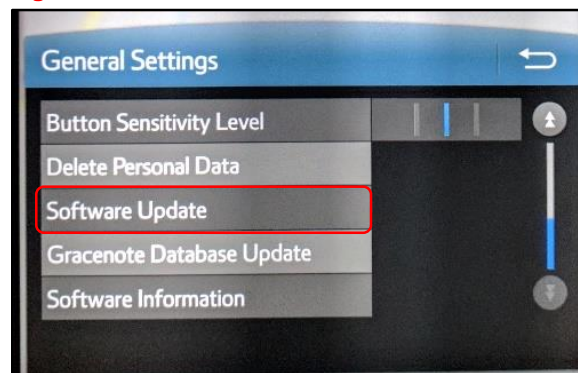 General Settings
Button Sensitivity Level
Delete Personal Data
Software Update
Gracenote Database Update
Software Information